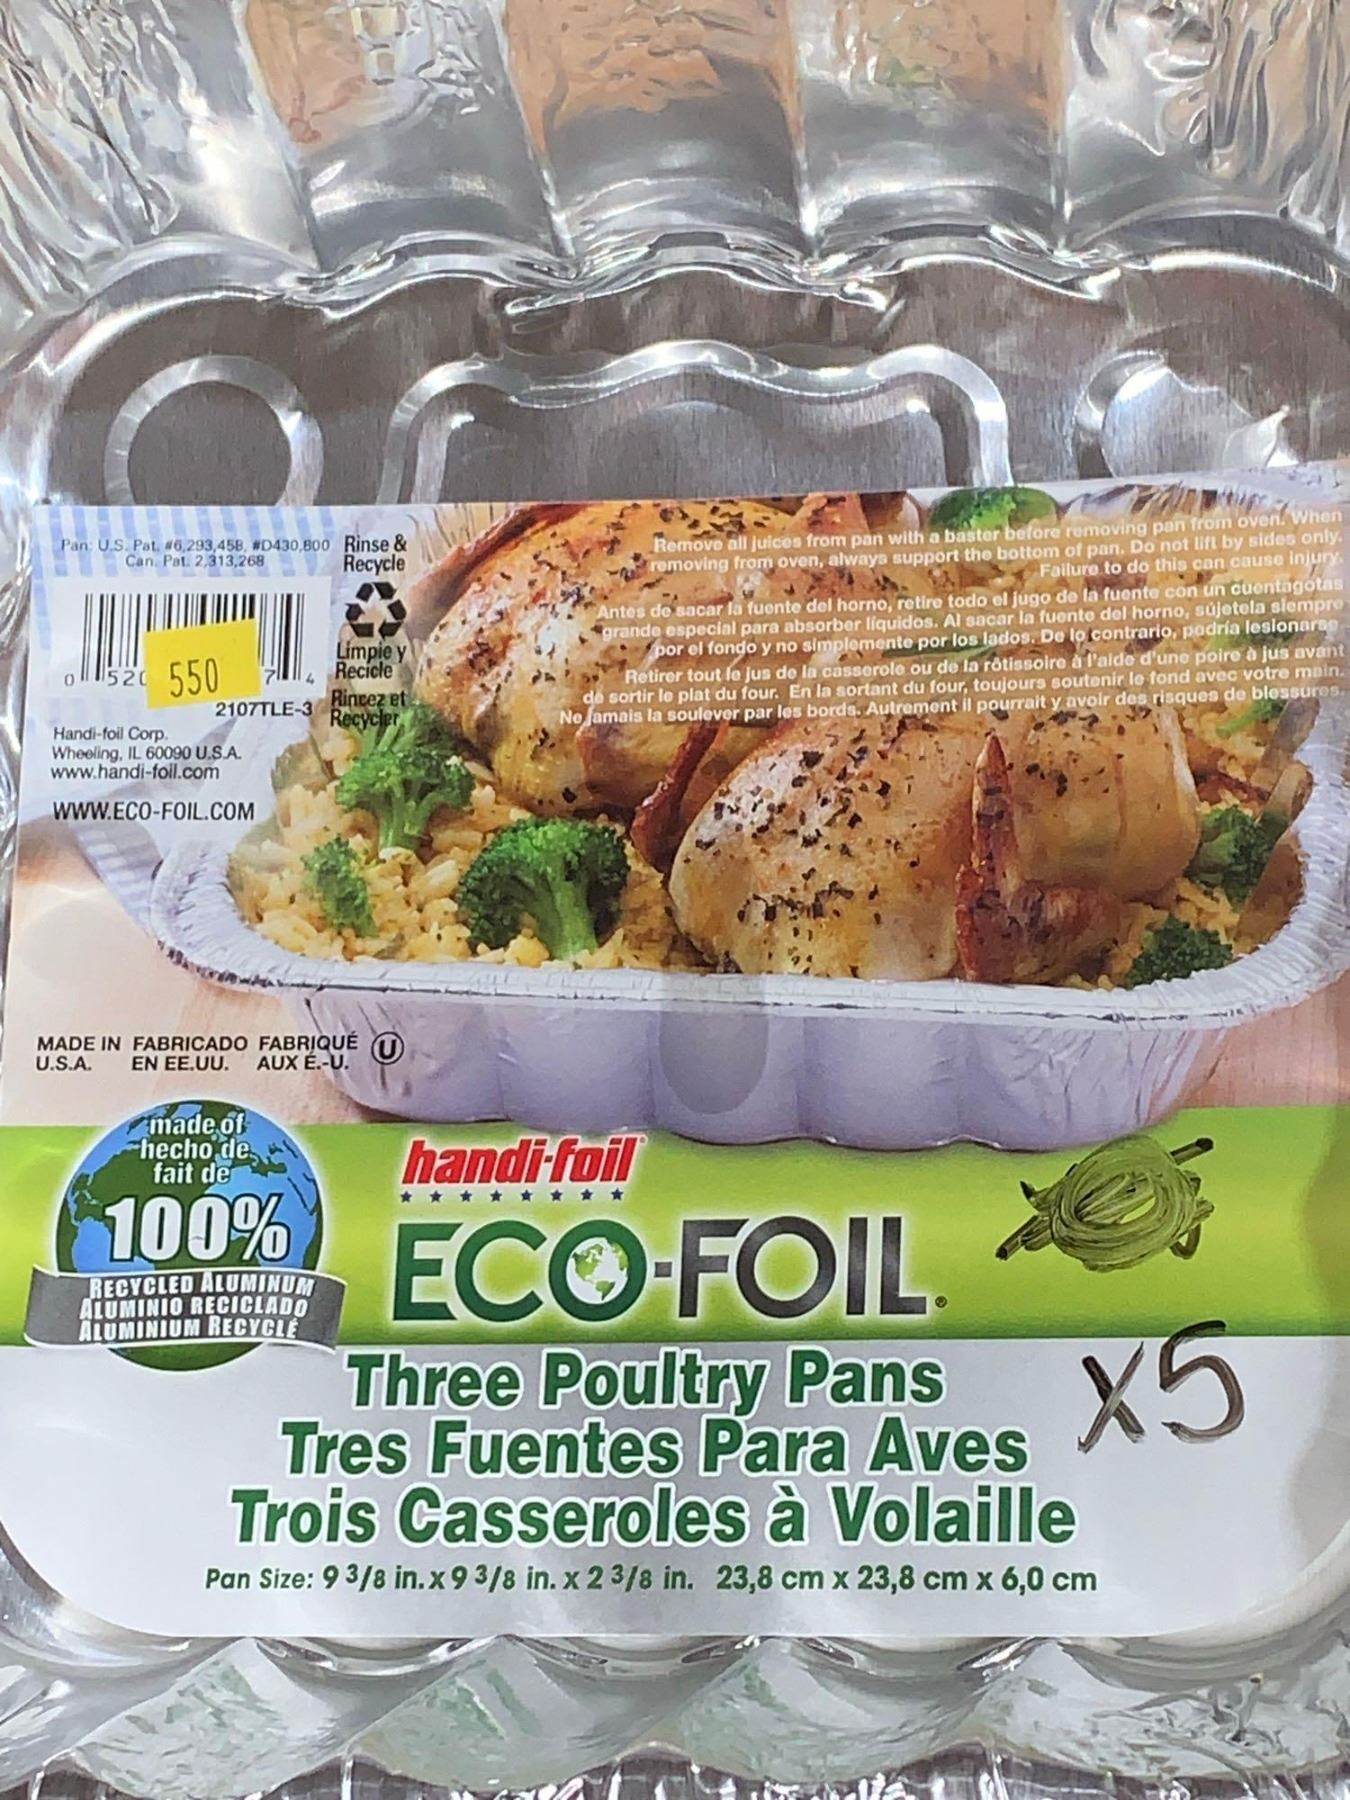 Pan: U.S. Pat. #6,293,458, #D430,800
Can. Pat. 2,313,268
Rinse &
Recycle
Limpie y
Recicle
Rincez et
Recycler
0 520 7 4
550
2107TLE-3
Handi-foil Corp.
Wheeling, IL 60090 U.S.A.
www.handi-foil.com
WWW.ECO-FOIL.COM
Remove all juices from pan with a baster before removing pan from oven. When
removing from oven, always support the bottom of pan. Do not lift by sides only.
Failure to do this can cause injury.
Antes de sacar la fuente del horno, retire todo el jugo de la fuente con un cuentagotas
grande especial para absorber líquidos. Al sacar la fuente del horno, sujetela siempre
por el fondo y no simplemente por los lados. De lo contrario, podría lesionarse
Retirer tout le jus de la casserole ou de la rôtissoire à l'aide d'une poire à jus avant
de sortir le plat du four. En la sortant du four, toujours soutenir le fond avec votre main.
Ne jamais la soulever par les bords. Autrement il pourrait y avoir des risques de blessures.
MADE IN FABRICADO FABRIQUÉ
U.S.A. EN EE.UU. AUX É.-U.
U
made of
hecho de
fait de
100%
RECYCLED ALUMINUM
ALUMINIO RECICLADO
ALUMINIUM RECYCLÉ
handi-foil
ECO-FOIL®
Three Poultry Pans
Tres Fuentes Para Aves
Trois Casseroles à Volaille
x5
Pan Size: 9 3/8 in. x 9 3/8 in. x 2 3/8 in. 23,8 cm x 23,8 cm x 6,0 cm